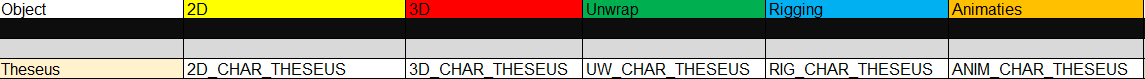 Object 2D 3D Unwrap Rigging Animaties
Theseus 2D_CHAR_THESEUS 3D_CHAR_THESEUS UW_CHAR_THESEUS RIG_CHAR_THESEUS ANIM_CHAR_THESEUS